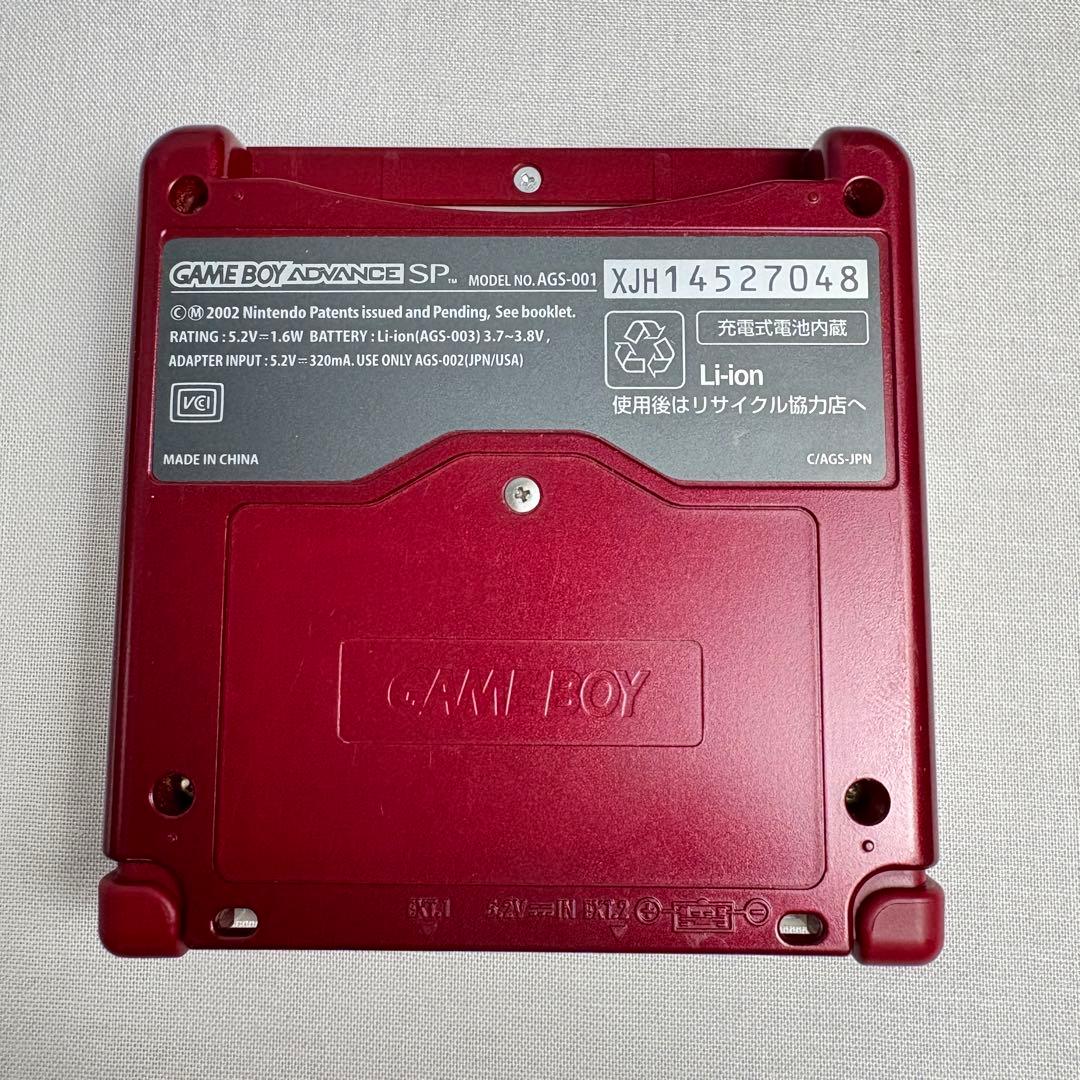 GAME BOY ADVANCE SP™ MODEL NO. AGS-001 XJH14527048
ⒸⓂ 2002 Nintendo Patents issued and Pending, See booklet.
RATING : 5.2V⎓1.6W BATTERY : Li-ion(AGS-003) 3.7~3.8V ,
ADAPTER INPUT : 5.2V⎓320mA. USE ONLY AGS-002(JPN/USA)
VCI
MADE IN CHINA
充電式電池内蔵
Li-ion
使用後はリサイクル協力店へ
C/AGS-JPN
GAME BOY
EXT.1 5.2V⎓IN EXT.2